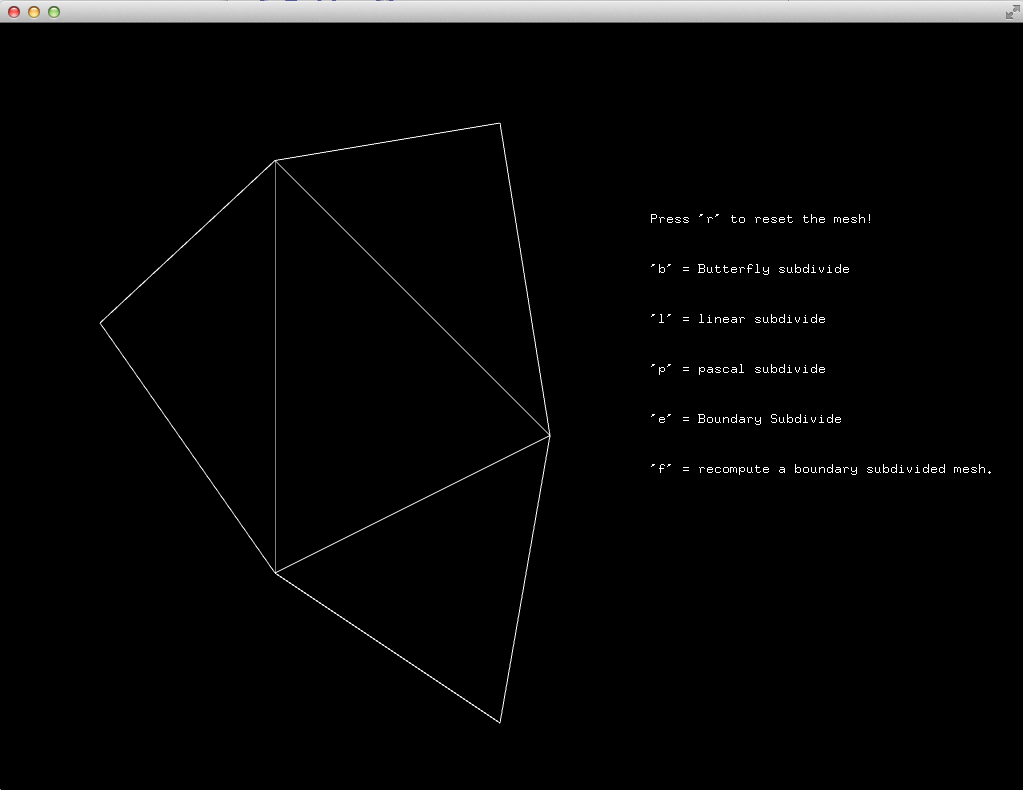 Press 'r' to reset the mesh!
'b' = Butterfly subdivide
'l' = linear subdivide
'p' = pascal subdivide
'e' = Boundary Subdivide
'f' = recompute a boundary subdivided mesh.